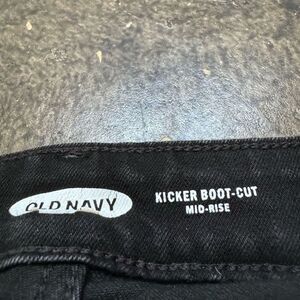 OLD NAVY
KICKER BOOT-CUT
MID-RISE